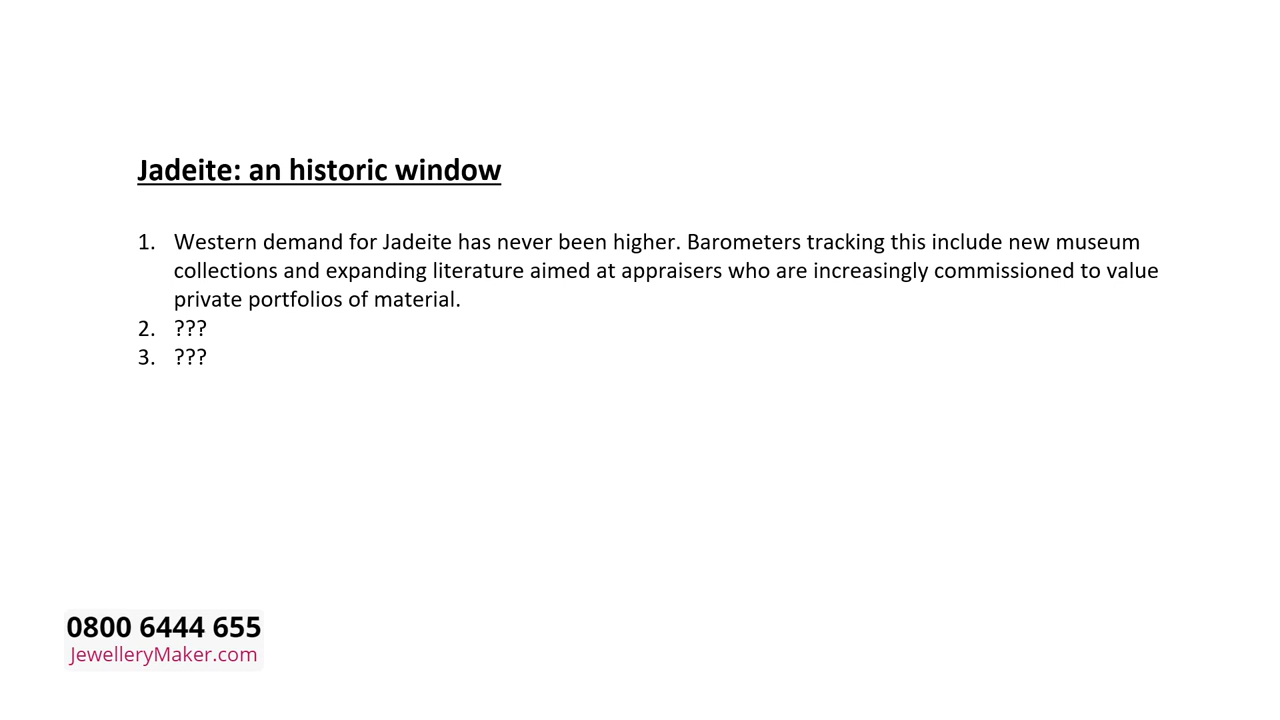 Jadeite: an historic window
1. Western demand for Jadeite has never been higher. Barometers tracking this include new museum
collections and expanding literature aimed at appraisers who are increasingly commissioned to value
private portfolios of material.
2. ???
3. ???
0800 6444 655
JewelleryMaker.com